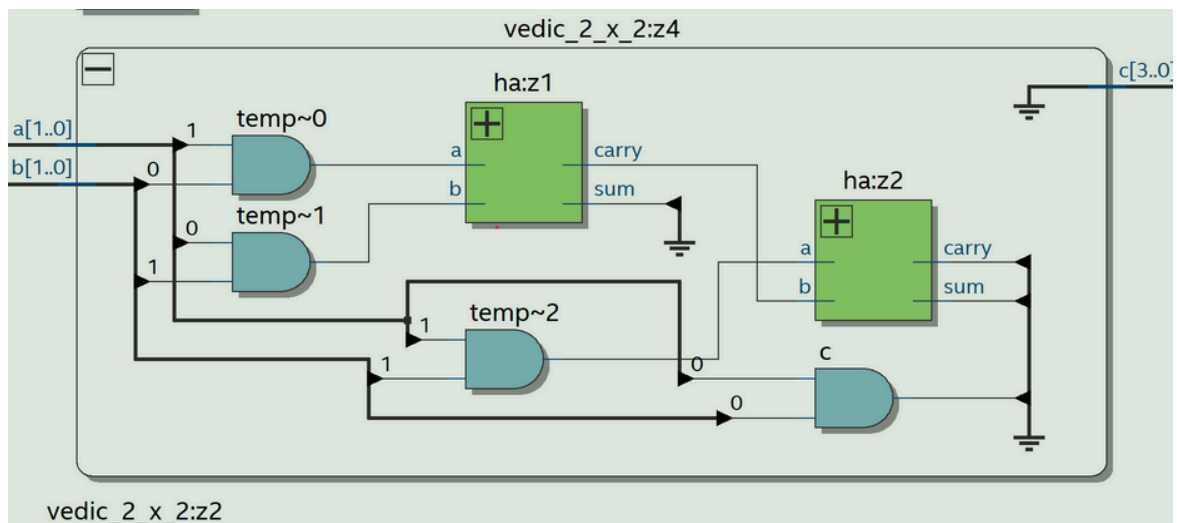 vedic_2_x_2:z4
c[3..0]
ha:z1
temp~0
a[1..0]
1
b[1..0]
0
a
carry
b
sum
temp~1
0
1
ha:z2
a
carry
b
sum
temp~2
1
1
c
0
0
vedic_2_x_2:z2